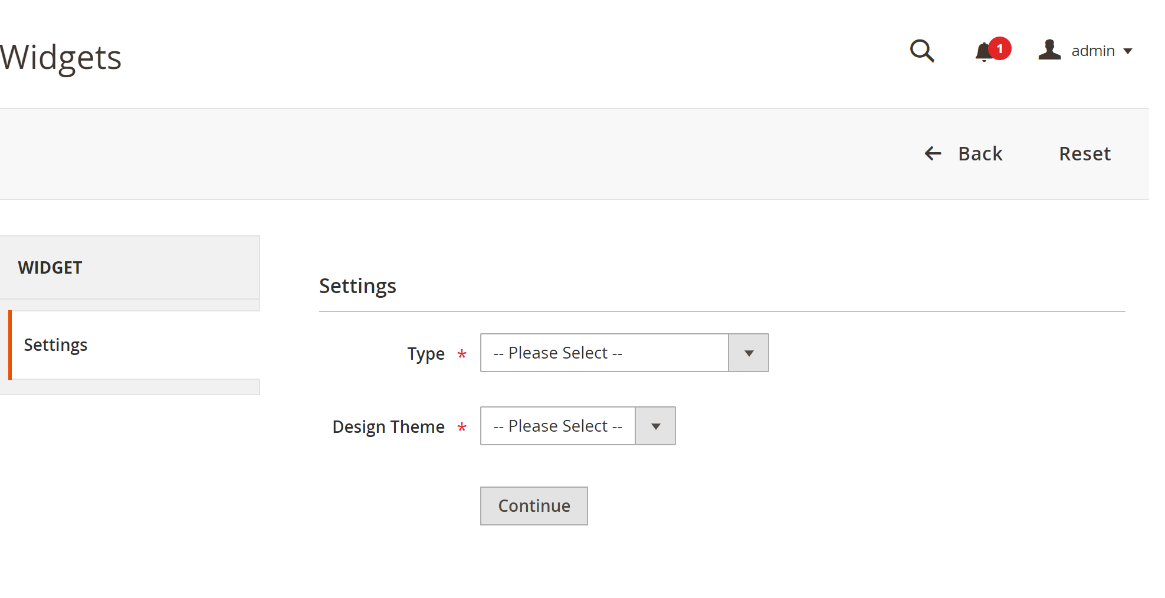 Widgets
1
admin
Back
Reset
WIDGET
Settings
Settings
Type *
-- Please Select --
Design Theme *
-- Please Select --
Continue